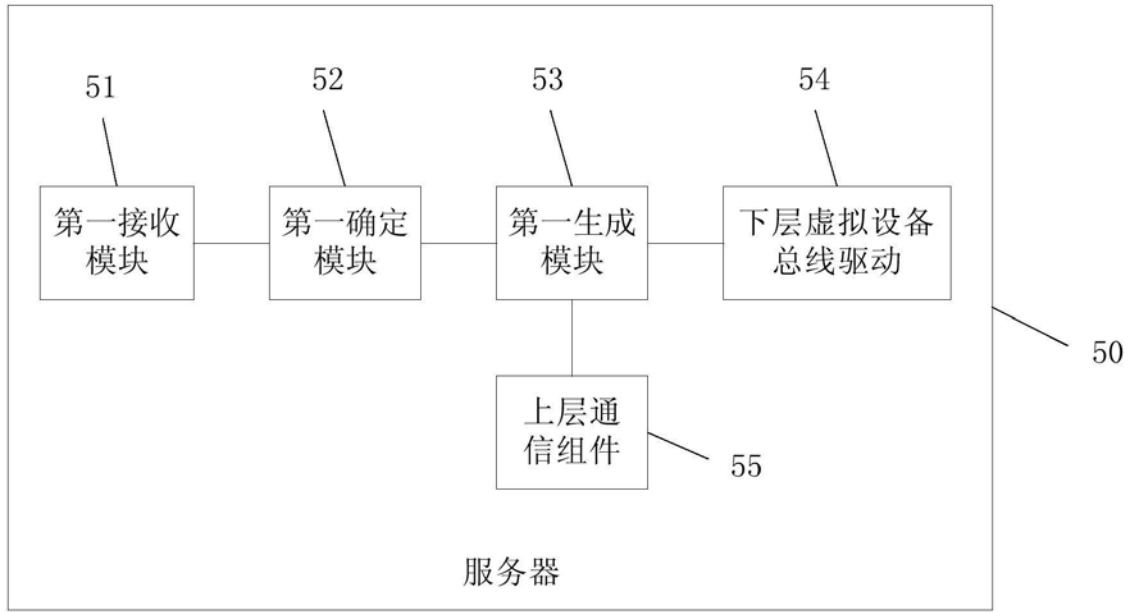 51
52
53
54
第一接收
模块
第一确定
模块
第一生成
模块
下层虚拟设备
总线驱动
50
上层通
信组件
55
服务器